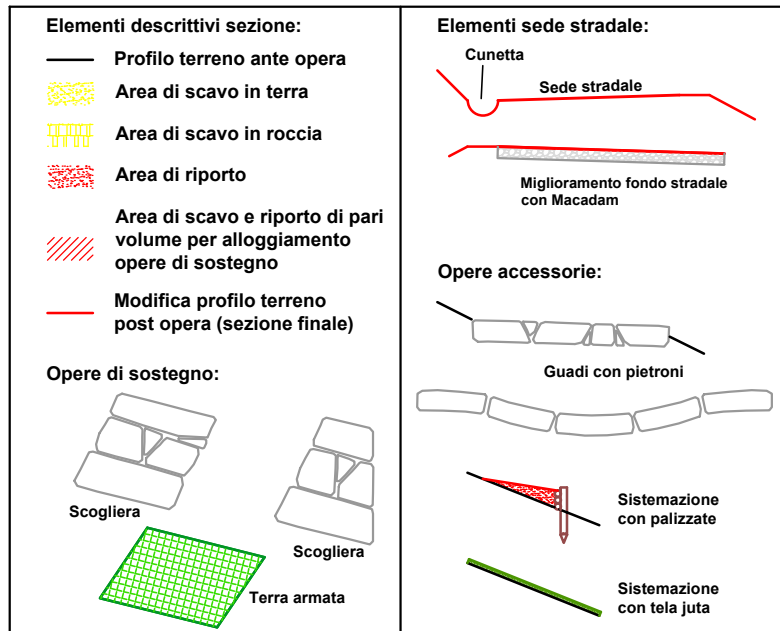 Elementi descrittivi sezione:
Profilo terreno ante opera
Area di scavo in terra
Area di scavo in roccia
Area di riporto
Area di scavo e riporto di pari
volume per alloggiamento
opere di sostegno
Modifica profilo terreno
post opera (sezione finale)
Opere di sostegno:
Scogliera
Scogliera
Terra armata
Elementi sede stradale:
Cunetta
Sede stradale
Miglioramento fondo stradale
con Macadam
Opere accessorie:
Guadi con pietroni
Sistemazione
con palizzate
Sistemazione
con tela juta